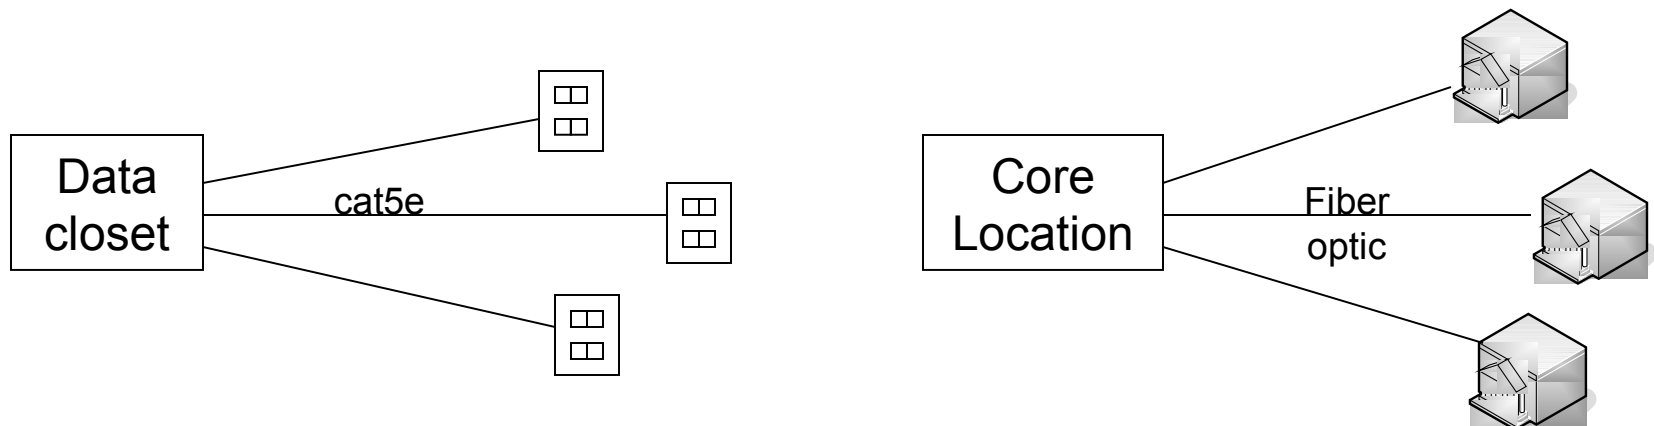 Data
closet
cat5e
Core
Location
Fiber
optic